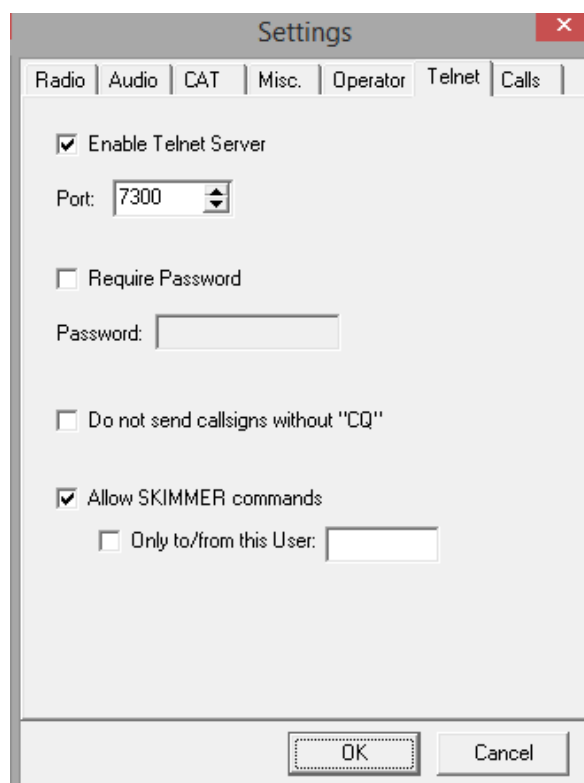 Settings
Radio Audio CAT Misc. Operator Telnet Calls
Enable Telnet Server
Port: 7300
Require Password
Password:
Do not send callsigns without "CQ"
Allow SKIMMER commands
Only to/from this User:
OK Cancel